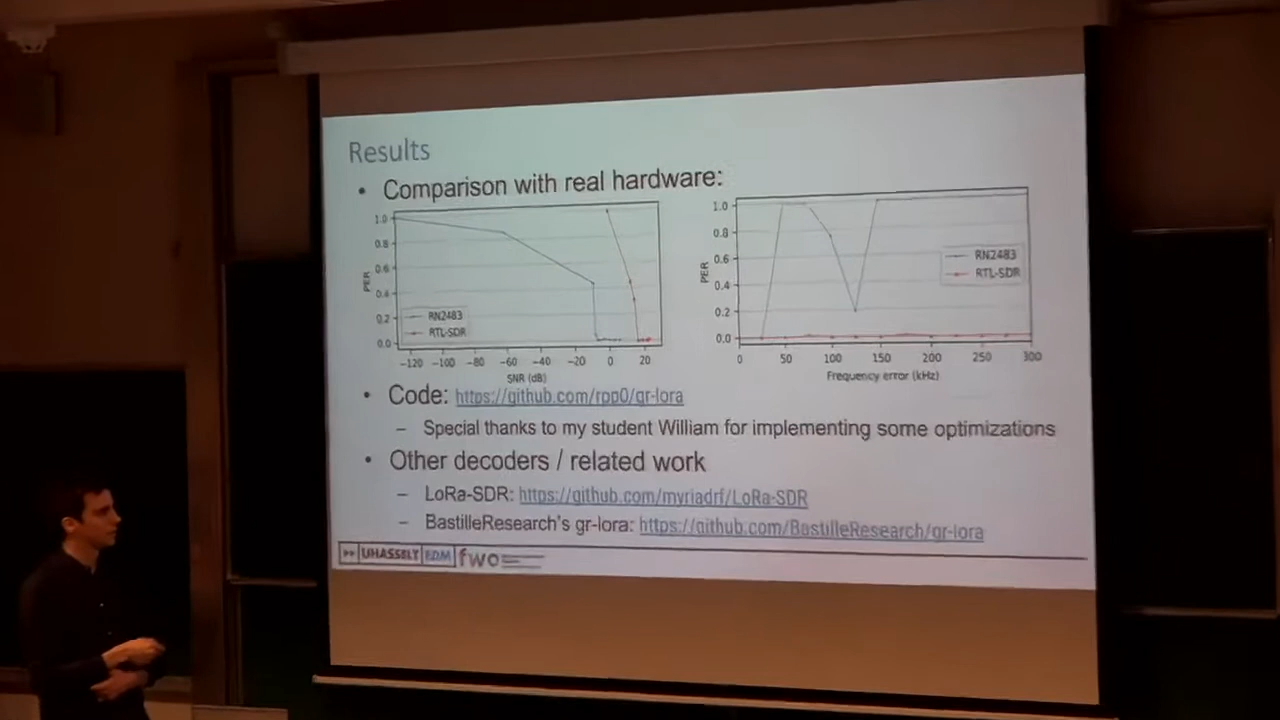 Results
• Comparison with real hardware:
1.0
0.8
0.6
0.4
0.2
0.0
PER
RN2483
RTL-SDR
−120 −100 −80 −60 −40 −20 0 20
SNR (dB)
1.0
0.8
0.6
0.4
0.2
0.0
PER
RN2483
RTL-SDR
0 50 100 150 200 250 300
Frequency error (kHz)
• Code: https://github.com/rpp0/gr-lora
– Special thanks to my student William for implementing some optimizations
• Other decoders / related work
– LoRa-SDR: https://github.com/myriadrf/LoRa-SDR
– BastilleResearch's gr-lora: https://github.com/BastilleResearch/gr-lora
UHASSELT EDM fwo